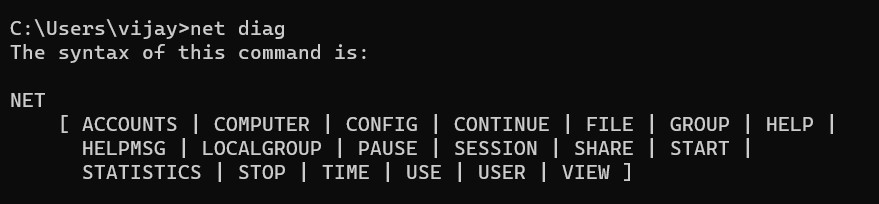 C:\Users\vijay>net diag
The syntax of this command is:
NET
[ ACCOUNTS | COMPUTER | CONFIG | CONTINUE | FILE | GROUP | HELP |
HELPMSG | LOCALGROUP | PAUSE | SESSION | SHARE | START |
STATISTICS | STOP | TIME | USE | USER | VIEW ]